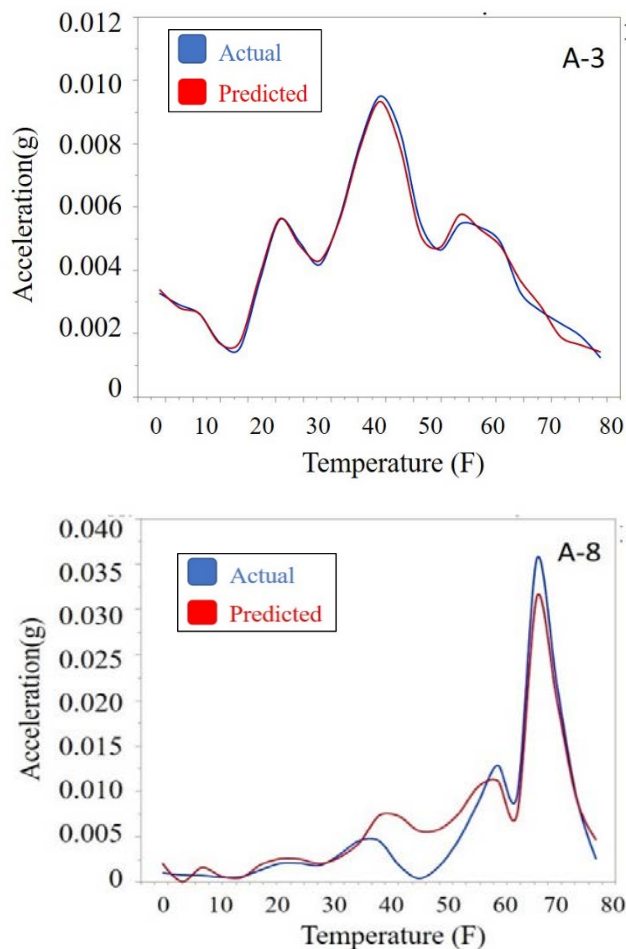 0.012
A-3
Actual
Predicted
0.010
0.008
0.006
0.004
0.002
0
Acceleration(g)
0 10 20 30 40 50 60 70 80
Temperature (F)
0.040
A-8
Actual
Predicted
0.035
0.030
0.025
0.020
0.015
0.010
0.005
0
Acceleration(g)
0 10 20 30 40 50 60 70 80
Temperature (F)